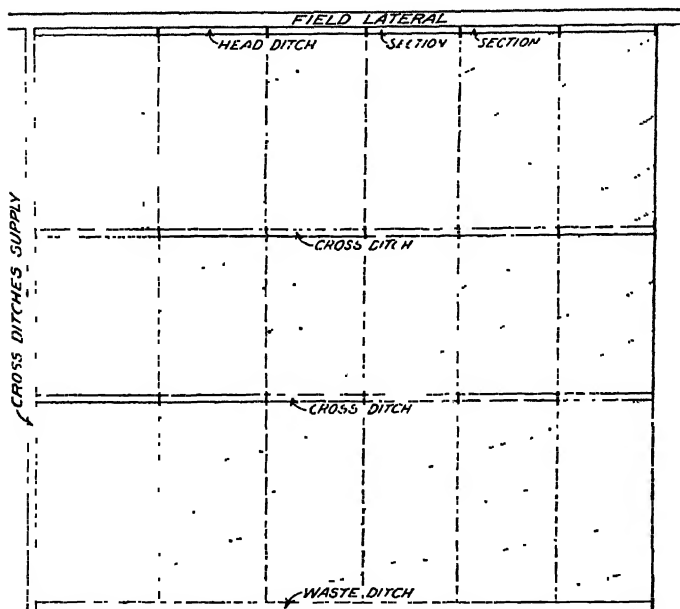 FIELD LATERAL
HEAD DITCH
SECTION
SECTION
CROSS DITCHES SUPPLY
CROSS DITCH
CROSS DITCH
WASTE DITCH